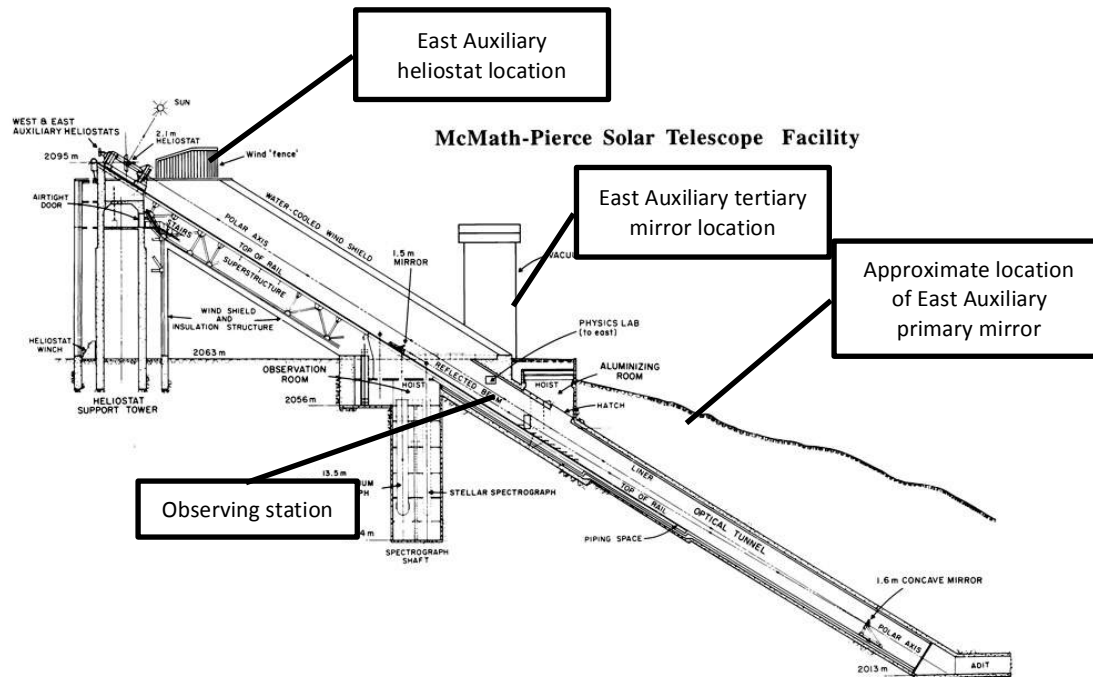 East Auxiliary
heliostat location
SUN
WEST & EAST
AUXILIARY HELIOSTATS
2.1 m
HELIOSTAT
2095 m
Wind 'fence'
McMath-Pierce Solar Telescope Facility
AIRTIGHT
DOOR
STAIRS
POLAR AXIS
TOP OF RAIL
SUPERSTRUCTURE
WATER-COOLED WIND SHIELD
East Auxiliary tertiary
mirror location
1.5 m
MIRROR
Approximate location
of East Auxiliary
primary mirror
WIND SHIELD
AND
INSULATION STRUCTURE
HELIOSTAT
WINCH
2063 m
PHYSICS LAB
(to east)
OBSERVATION
ROOM
HOIST
REFLECTED BEAM
HOIST
ALUMINIZING
ROOM
HATCH
HELIOSTAT
SUPPORT TOWER
2056 m
13.5 m
STELLAR SPECTROGRAPH
Observing station
LINER
TOP OF RAIL
OPTICAL TUNNEL
PIPING SPACE
SPECTROGRAPH
SHAFT
1.6 m CONCAVE MIRROR
POLAR AXIS
ADIT
2013 m